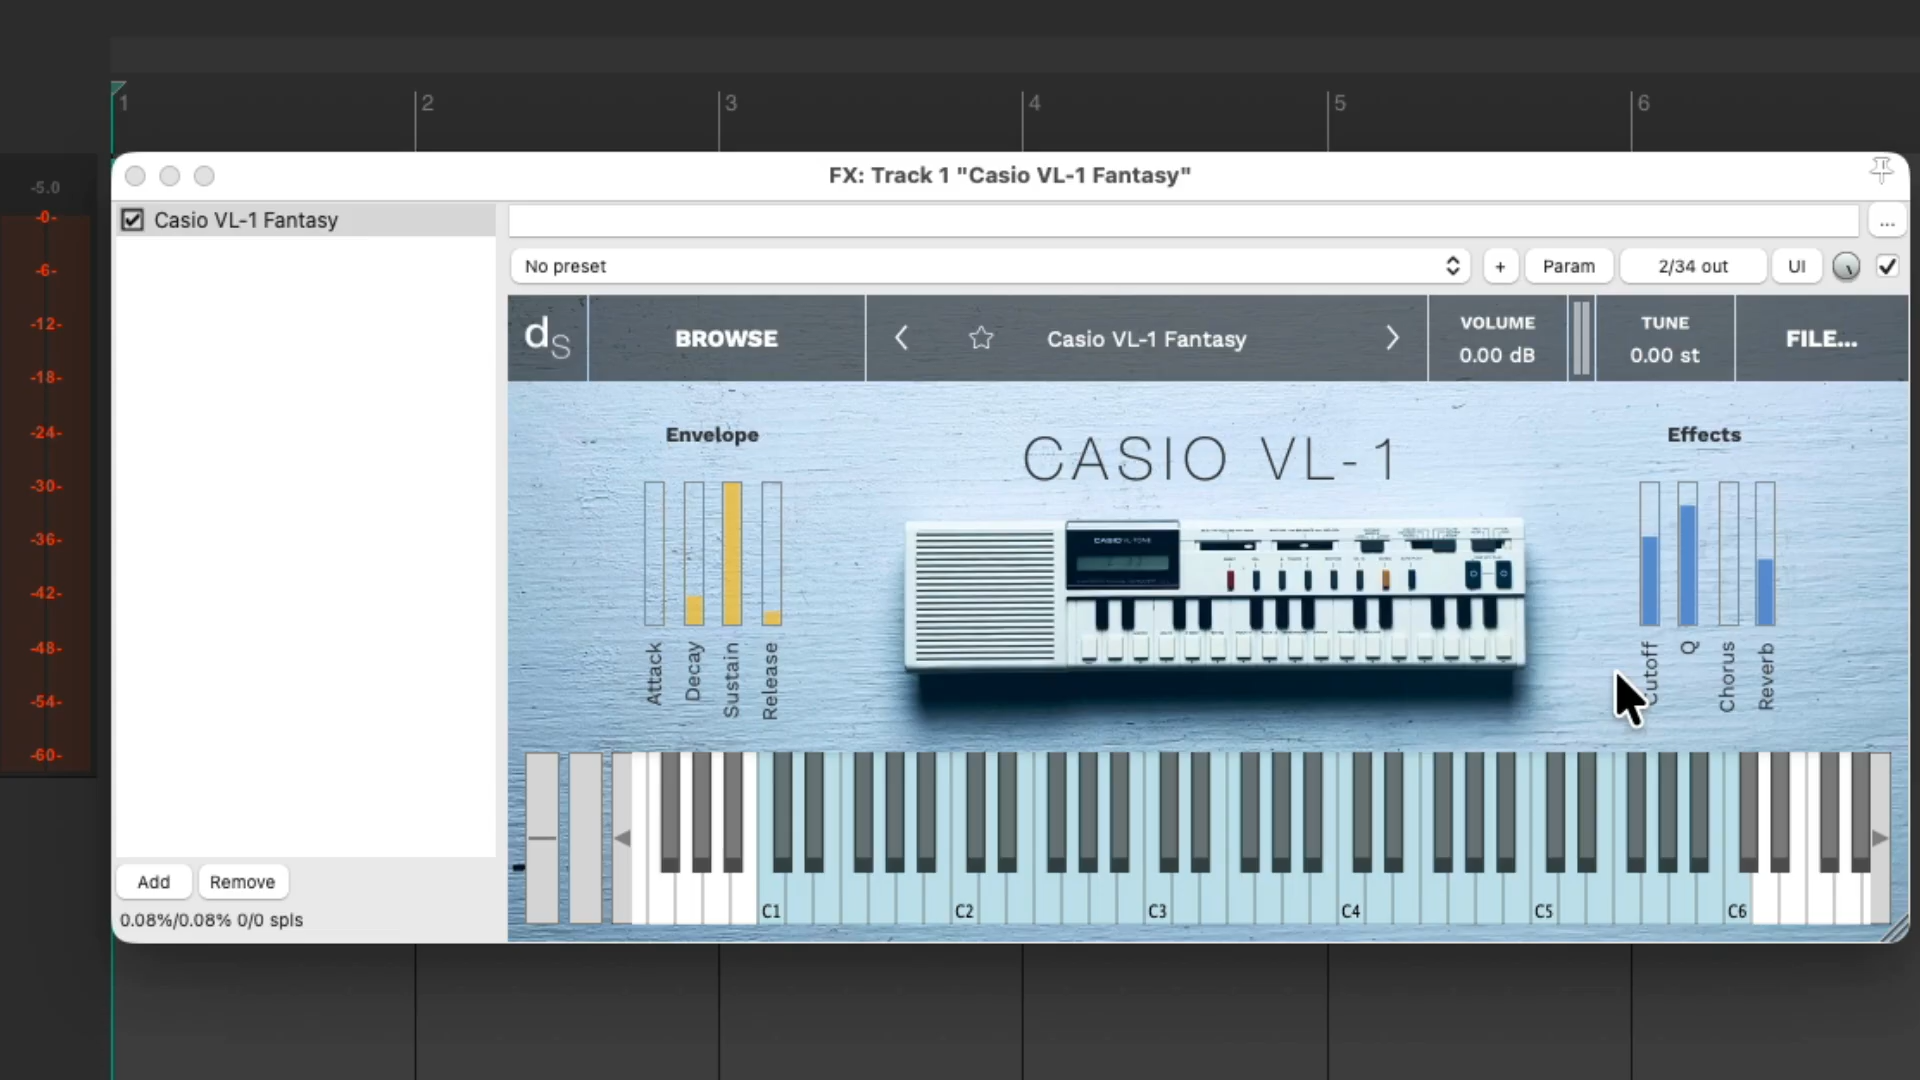 1 2 3 4 5 6
FX: Track 1 "Casio VL-1 Fantasy"
Casio VL-1 Fantasy
...
No preset
+ Param 2/34 out UI
ds BROWSE Casio VL-1 Fantasy
VOLUME
0.00 dB
TUNE
0.00 st
FILE...
Envelope
CASIO VL-1
Effects
CASIO VL-TONE
Attack
Decay
Sustain
Release
Cutoff
Q
Chorus
Reverb
C1 C2 C3 C4 C5 C6
Add Remove
0.08%/0.08% 0/0 spls
-5.0
-0-
-6-
-12-
-18-
-24-
-30-
-36-
-42-
-48-
-54-
-60-